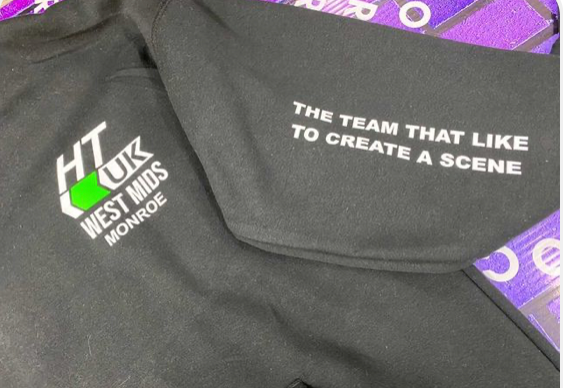 HT
UK
WEST MIDS
MONROE
THE TEAM THAT LIKE
TO CREATE A SCENE